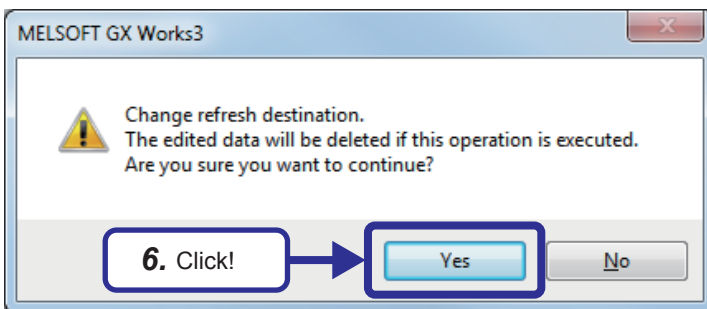 MELSOFT GX Works3
Change refresh destination.
The edited data will be deleted if this operation is executed.
Are you sure you want to continue?
6. Click!
Yes
No